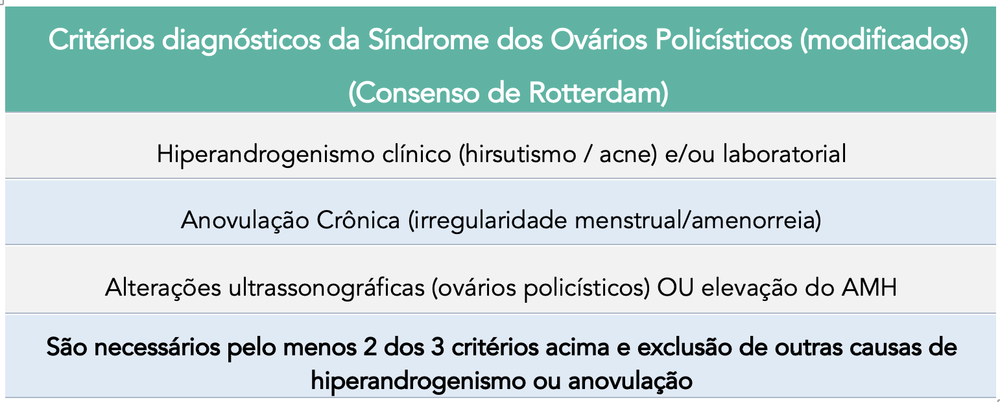 Critérios diagnósticos da Síndrome dos Ovários Policísticos (modificados)
(Consenso de Rotterdam)
Hiperandrogenismo clínico (hirsutismo / acne) e/ou laboratorial
Anovulação Crônica (irregularidade menstrual/amenorreia)
Alterações ultrassonográficas (ovários policísticos) OU elevação do AMH
São necessários pelo menos 2 dos 3 critérios acima e exclusão de outras causas de
hiperandrogenismo ou anovulação